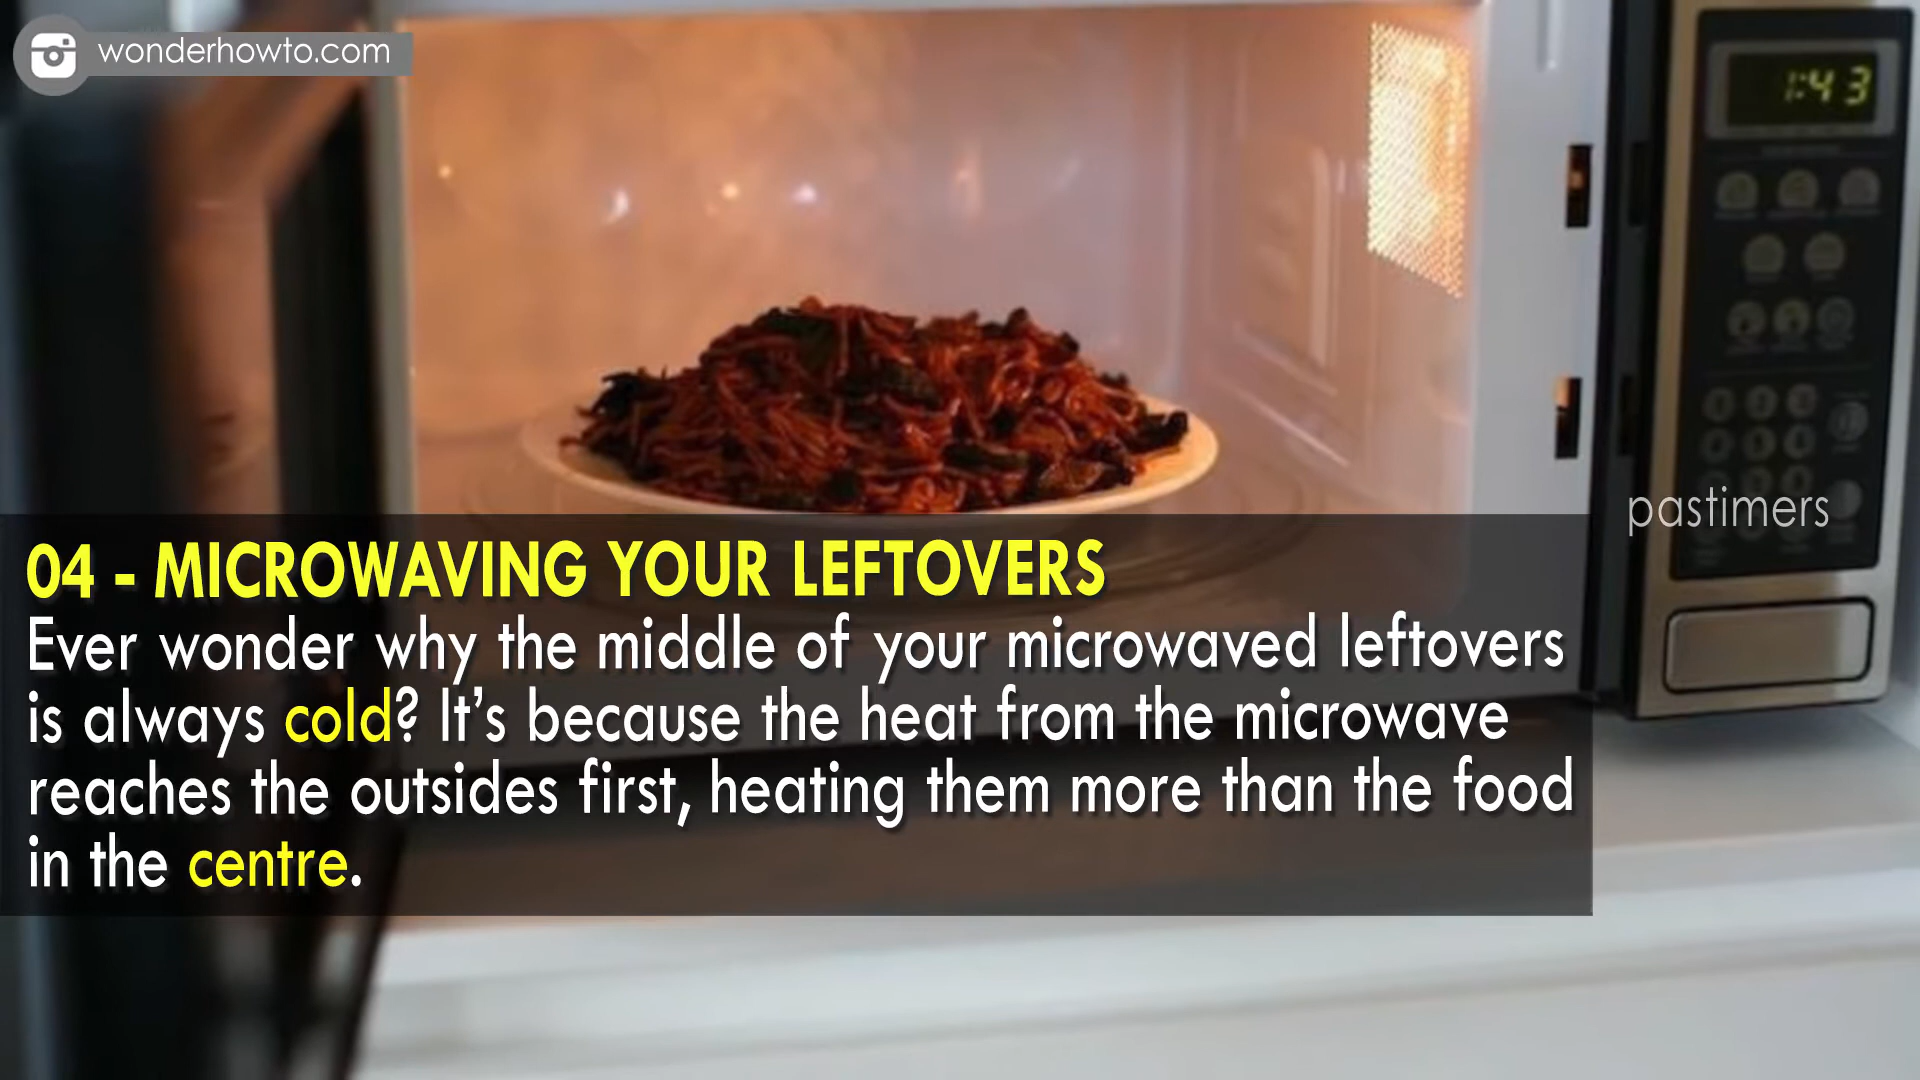 wonderhowto.com
1:43
pastimers
04 - MICROWAVING YOUR LEFTOVERS
Ever wonder why the middle of your microwaved leftovers
is always cold? It's because the heat from the microwave
reaches the outsides first, heating them more than the food
in the centre.